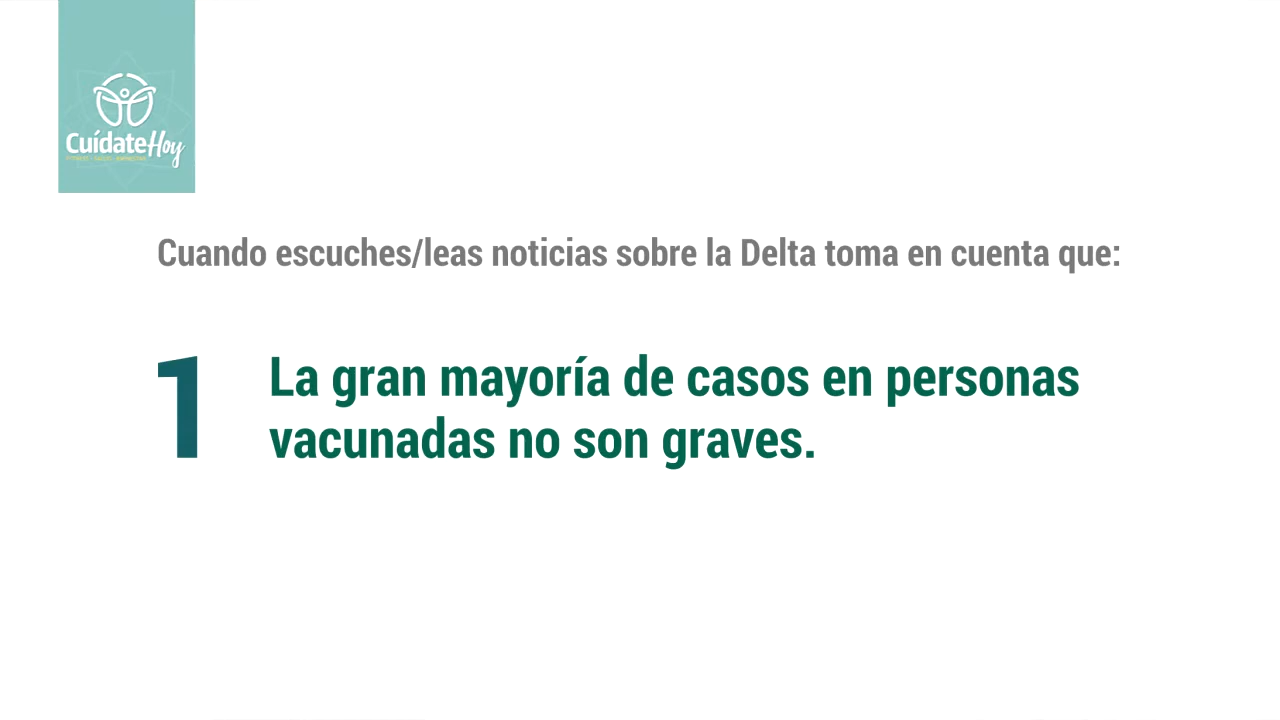 CuídateHoy
Cuando escuches/leas noticias sobre la Delta toma en cuenta que:
1
La gran mayoría de casos en personas
vacunadas no son graves.